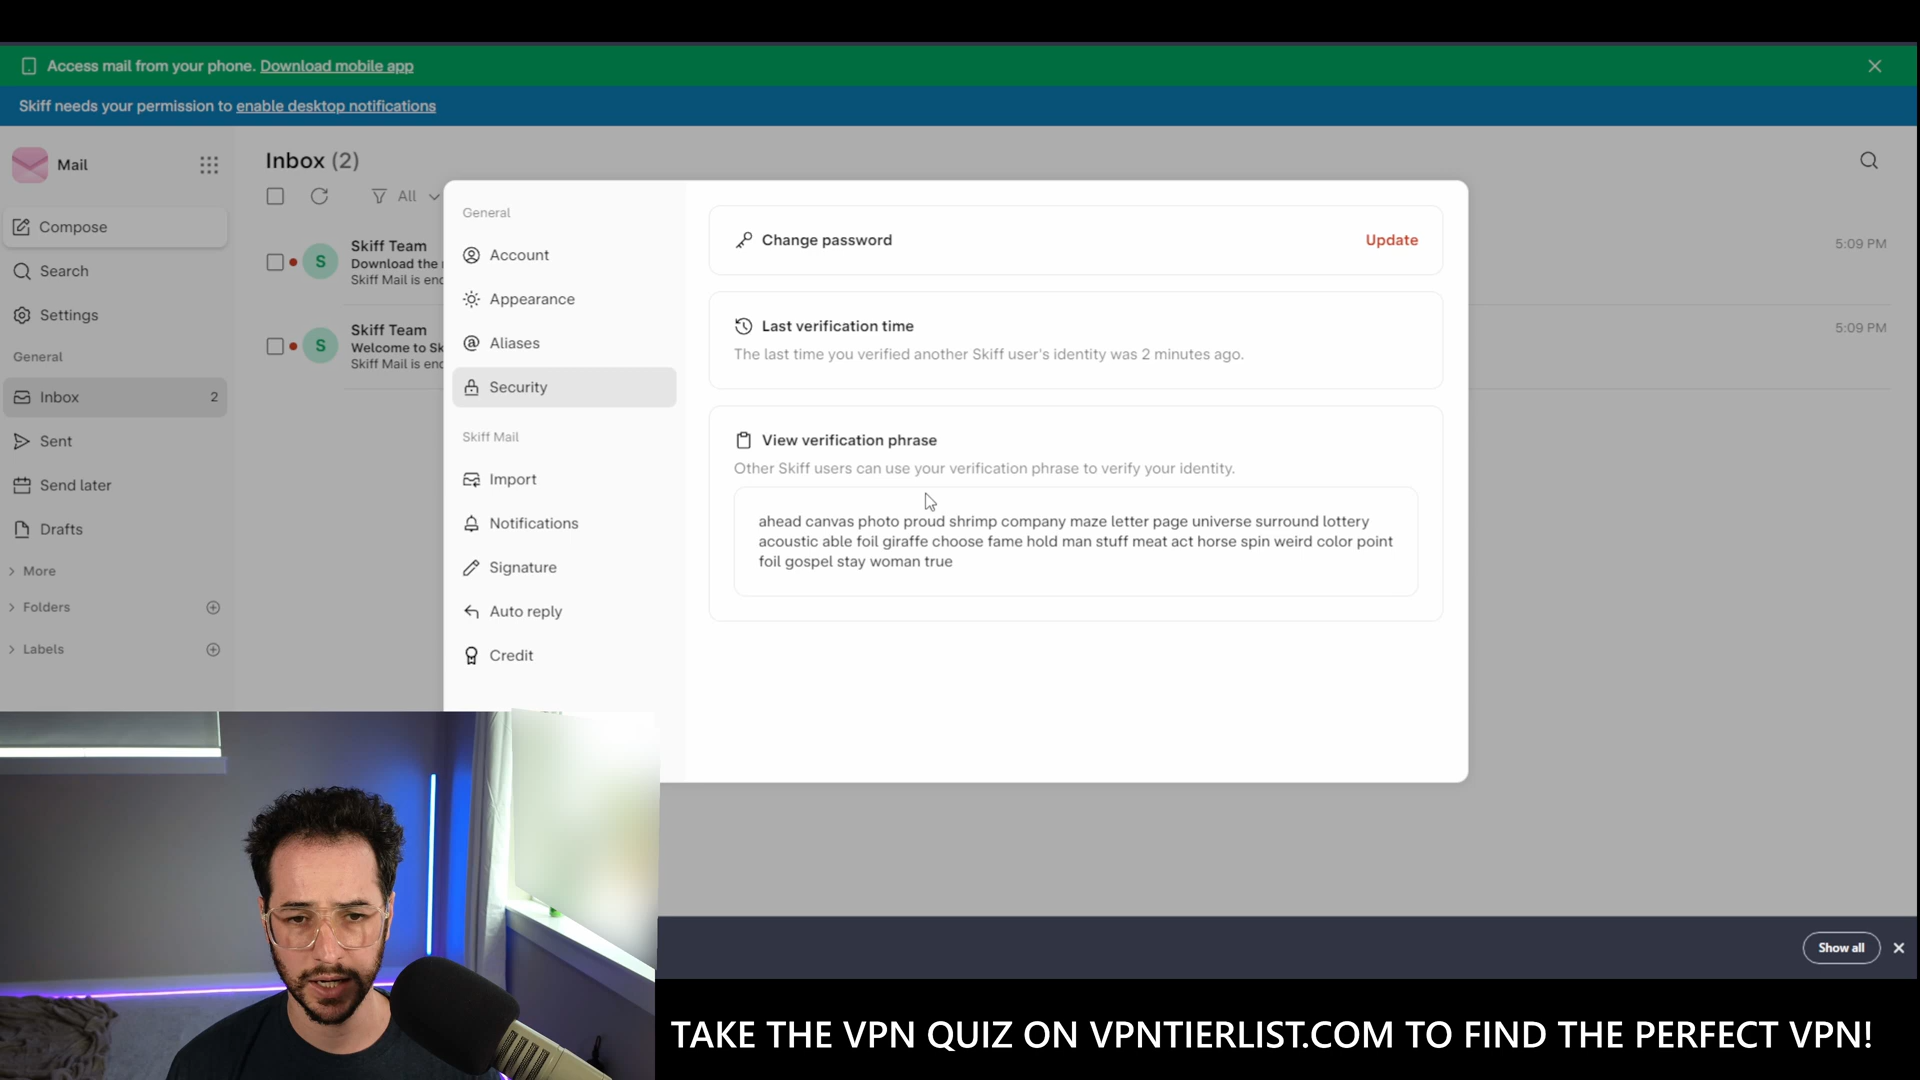 Access mail from your phone. Download mobile app
Skiff needs your permission to enable desktop notifications
Mail
Compose
Search
Settings
General
Inbox 2
Sent
Send later
Drafts
More
Folders
Labels
Inbox (2)
All
S
Skiff Team
Download the
Skiff Mail is enc
5:09 PM
S
Skiff Team
Welcome to Sk
Skiff Mail is enc
5:09 PM
General
Account
Appearance
Aliases
Security
Skiff Mail
Import
Notifications
Signature
Auto reply
Credit
Change password
Update
Last verification time
The last time you verified another Skiff user's identity was 2 minutes ago.
View verification phrase
Other Skiff users can use your verification phrase to verify your identity.
ahead canvas photo proud shrimp company maze letter page universe surround lottery
acoustic able foil giraffe choose fame hold man stuff meat act horse spin weird color point
foil gospel stay woman true
Show all
TAKE THE VPN QUIZ ON VPNTIERLIST.COM TO FIND THE PERFECT VPN!